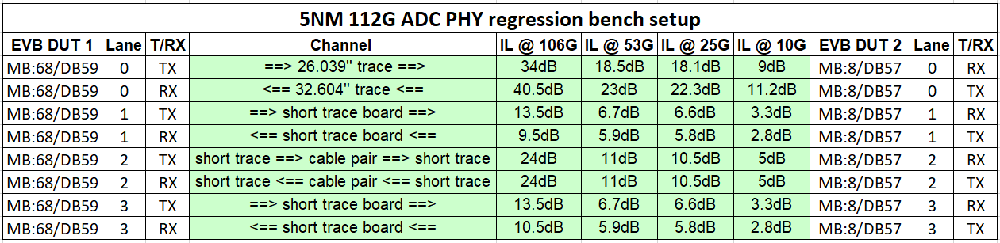 5NM 112G ADC PHY regression bench setup
EVB DUT 1 Lane T/RX Channel IL @ 106G IL @ 53G IL @ 25G IL @ 10G EVB DUT 2 Lane T/RX
MB:68/DB59 0 TX ==> 26.039" trace ==> 34dB 18.5dB 18.1dB 9dB MB:8/DB57 0 RX
MB:68/DB59 0 RX <== 32.604" trace <== 40.5dB 23dB 22.3dB 11.2dB MB:8/DB57 0 TX
MB:68/DB59 1 TX ==> short trace board ==> 13.5dB 6.7dB 6.6dB 3.3dB MB:8/DB57 1 RX
MB:68/DB59 1 RX <== short trace board <== 9.5dB 5.9dB 5.8dB 2.8dB MB:8/DB57 1 TX
MB:68/DB59 2 TX short trace ==> cable pair ==> short trace 24dB 11dB 10.5dB 5dB MB:8/DB57 2 RX
MB:68/DB59 2 RX short trace <== cable pair <== short trace 24dB 11dB 10.5dB 5dB MB:8/DB57 2 TX
MB:68/DB59 3 TX ==> short trace board ==> 13.5dB 6.7dB 6.6dB 3.3dB MB:8/DB57 3 RX
MB:68/DB59 3 RX <== short trace board <== 10.5dB 5.9dB 5.8dB 2.8dB MB:8/DB57 3 TX